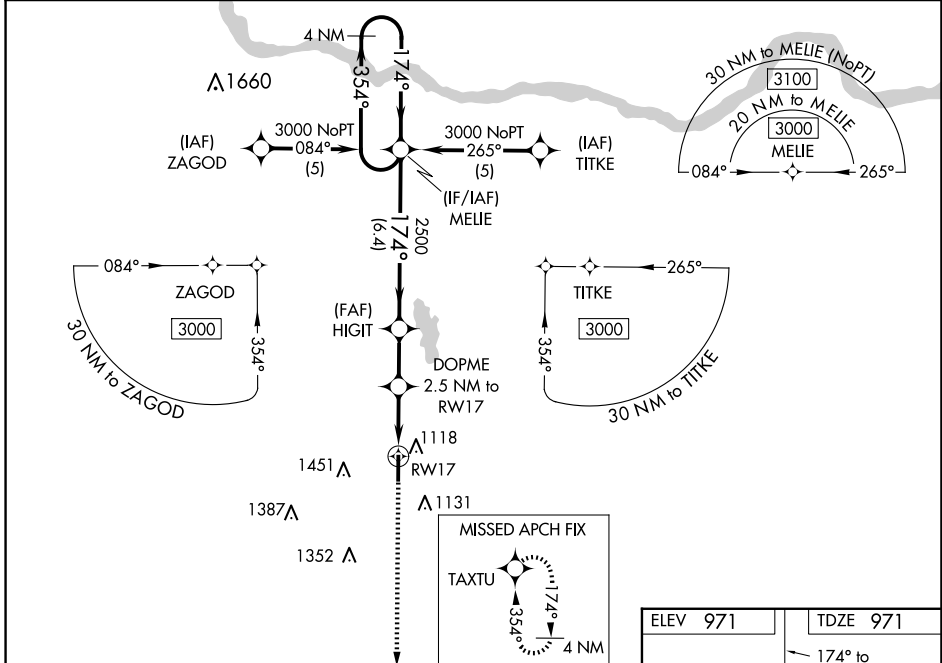 4 NM
174°
354°
1660
30 NM to MELIE (NoPT)
3100
20 NM to MELIE
3000
MELIE
084°
265°
(IAF)
ZAGOD
3000 NoPT
084°
(5)
3000 NoPT
265°
(5)
(IAF)
TITKE
(IF/IAF)
MELIE
2500
174°
(6.4)
084°
ZAGOD
3000
354°
30 NM to ZAGOD
265°
TITKE
3000
354°
30 NM to TITKE
(FAF)
HIGIT
DOPME
2.5 NM to
RW17
1118
RW17
1451
1387
1131
1352
MISSED APCH FIX
TAXTU
174°
354°
4 NM
ELEV 971
TDZE 971
174° to